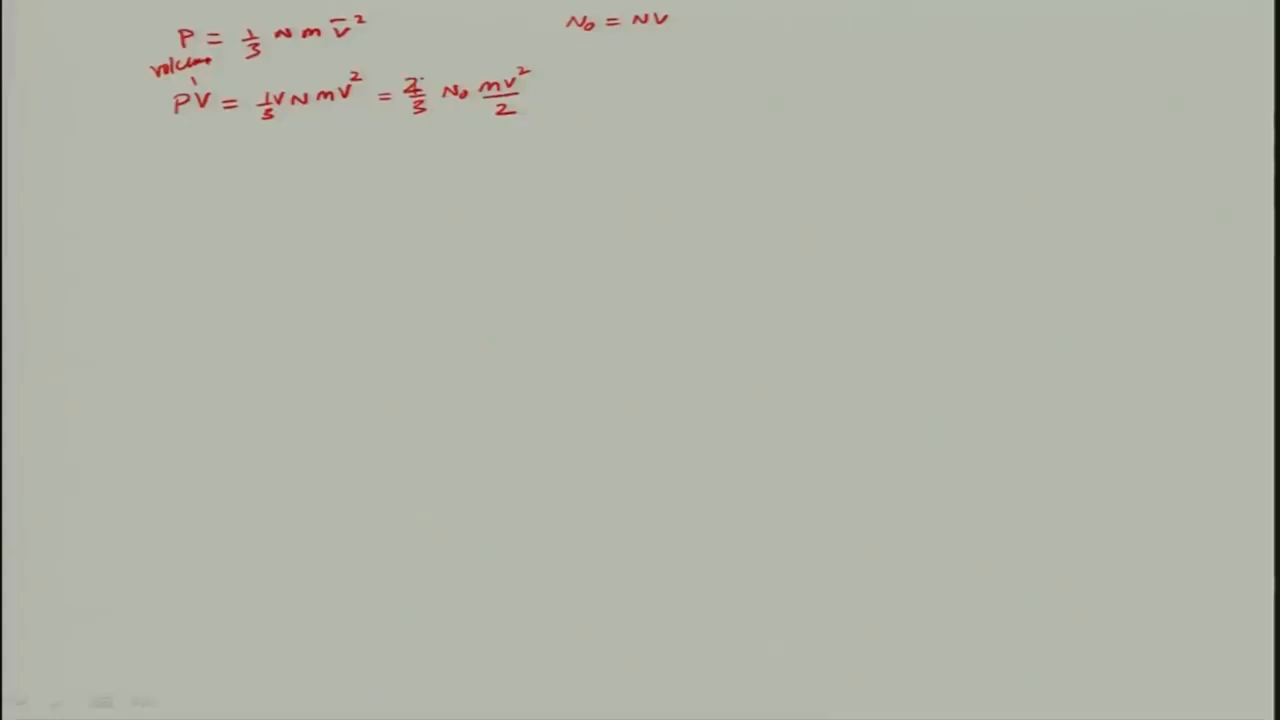 P = 1/3 N m v̄²
N₀ = NV
volume
PV = 1/3 V N m v² = 2/3 N₀ mv²/2